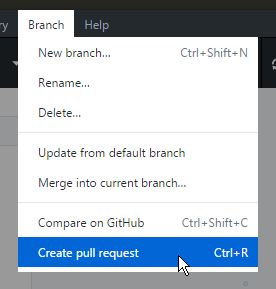 ry Branch Help
New branch... Ctrl+Shift+N
Rename...
Delete...
Update from default branch
Merge into current branch...
Compare on GitHub Ctrl+Shift+C
Create pull request Ctrl+R